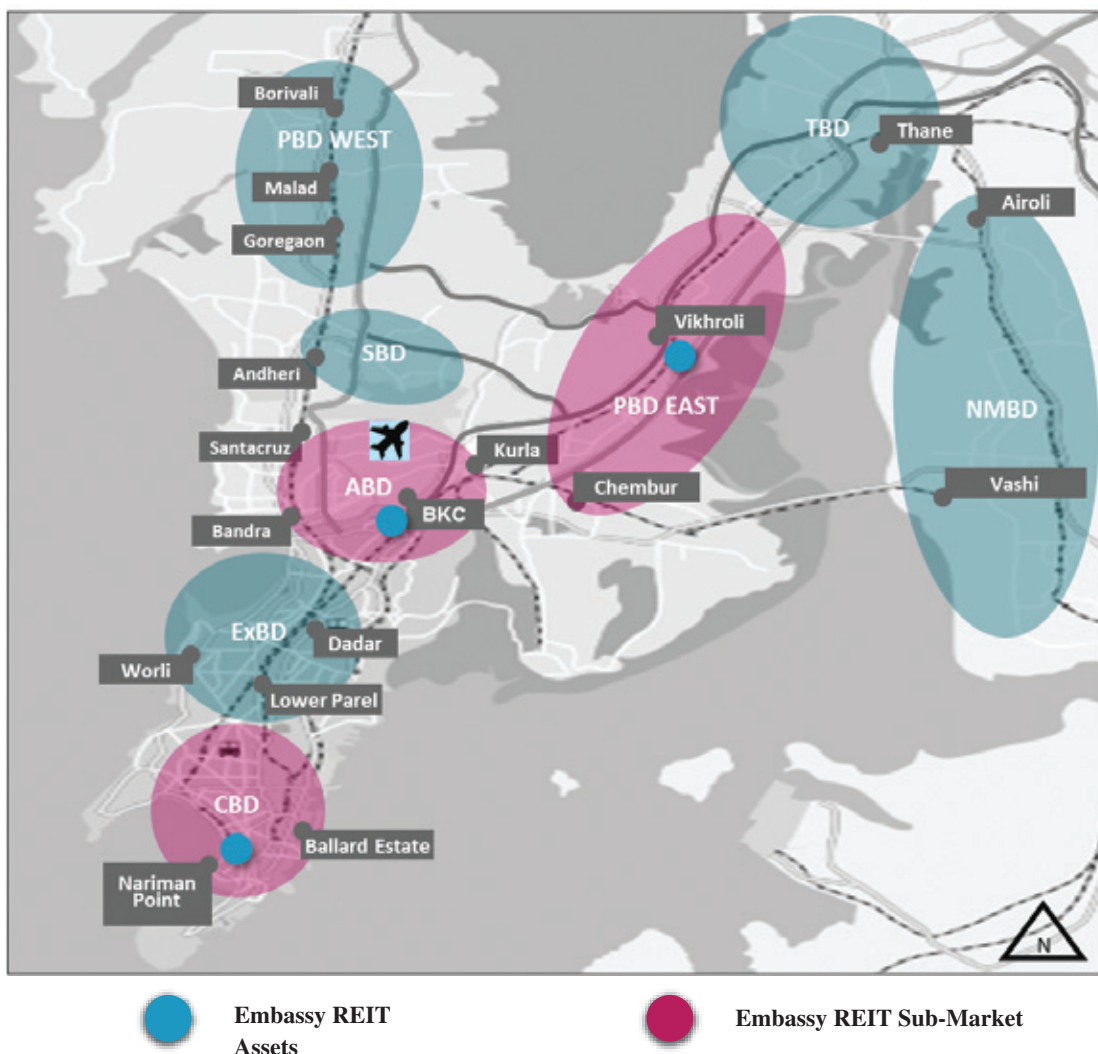 Borivali
PBD WEST
Malad
Goregaon
TBD
Thane
Airoli
SBD
Andheri
Vikhroli
PBD EAST
NMBD
Santacruz
Kurla
ABD
BKC
Chembur
Vashi
Bandra
ExBD
Dadar
Worli
Lower Parel
CBD
Ballard Estate
Nariman
Point
N
Embassy REIT
Assets
Embassy REIT Sub-Market